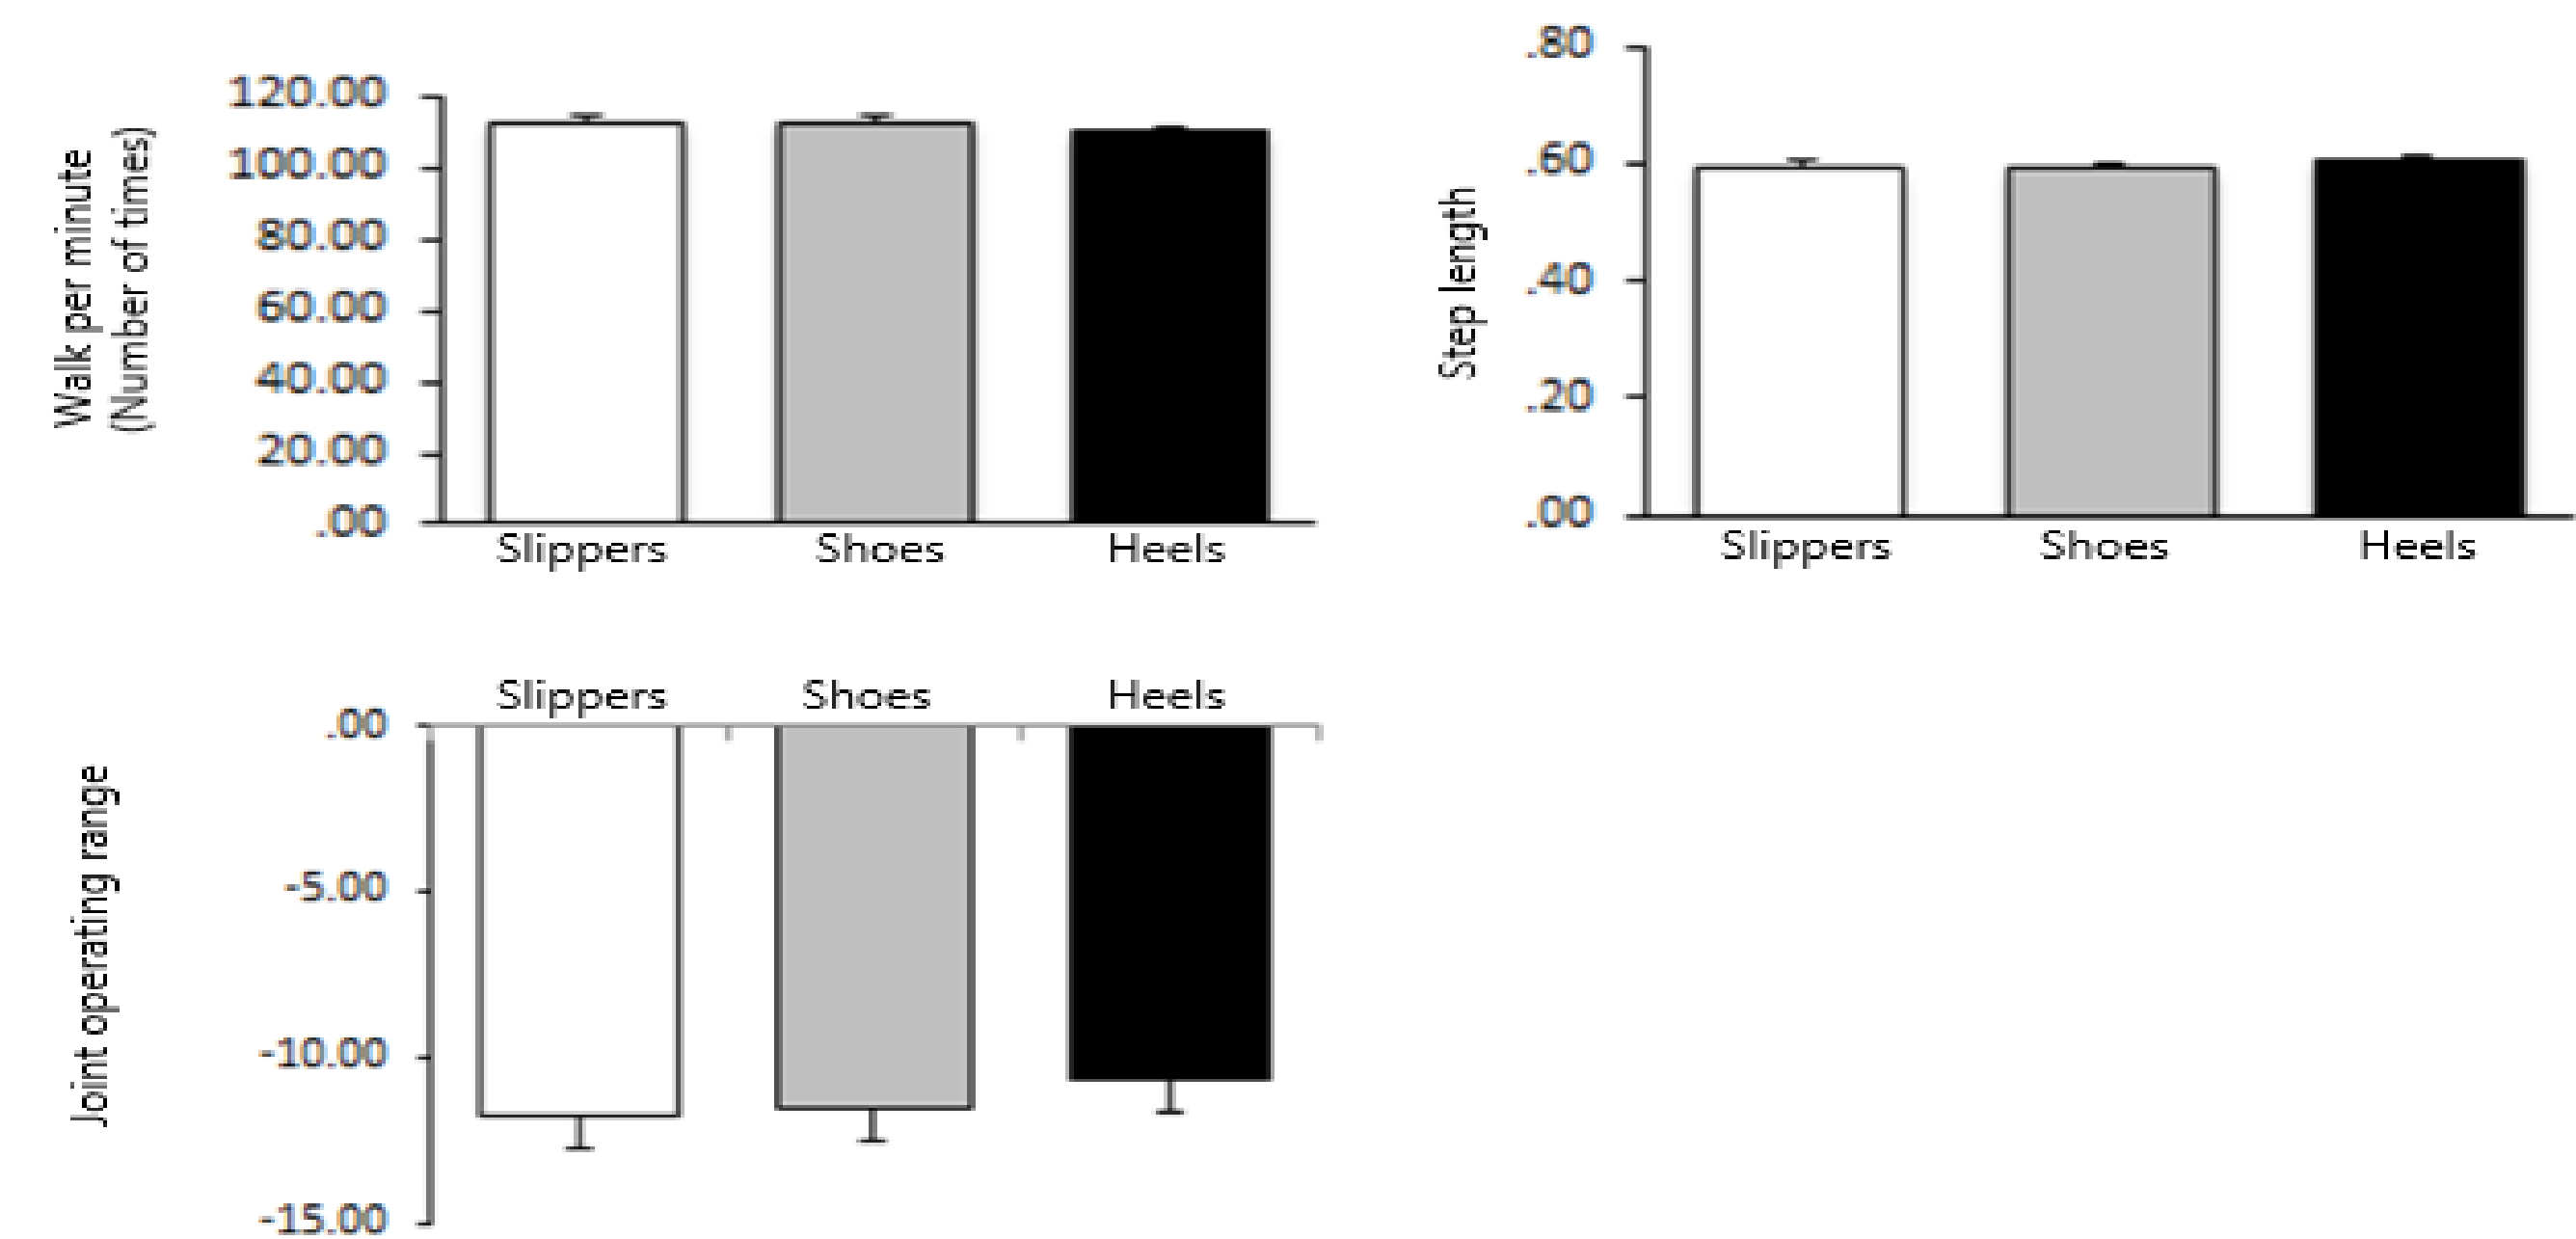 Walk per minute
(Number of times)
120.00
100.00
80.00
60.00
40.00
20.00
.00
Slippers Shoes Heels
Step length
.80
.60
.40
.20
.00
Slippers Shoes Heels
Joint operating range
Slippers Shoes Heels
.00
-5.00
-10.00
-15.00